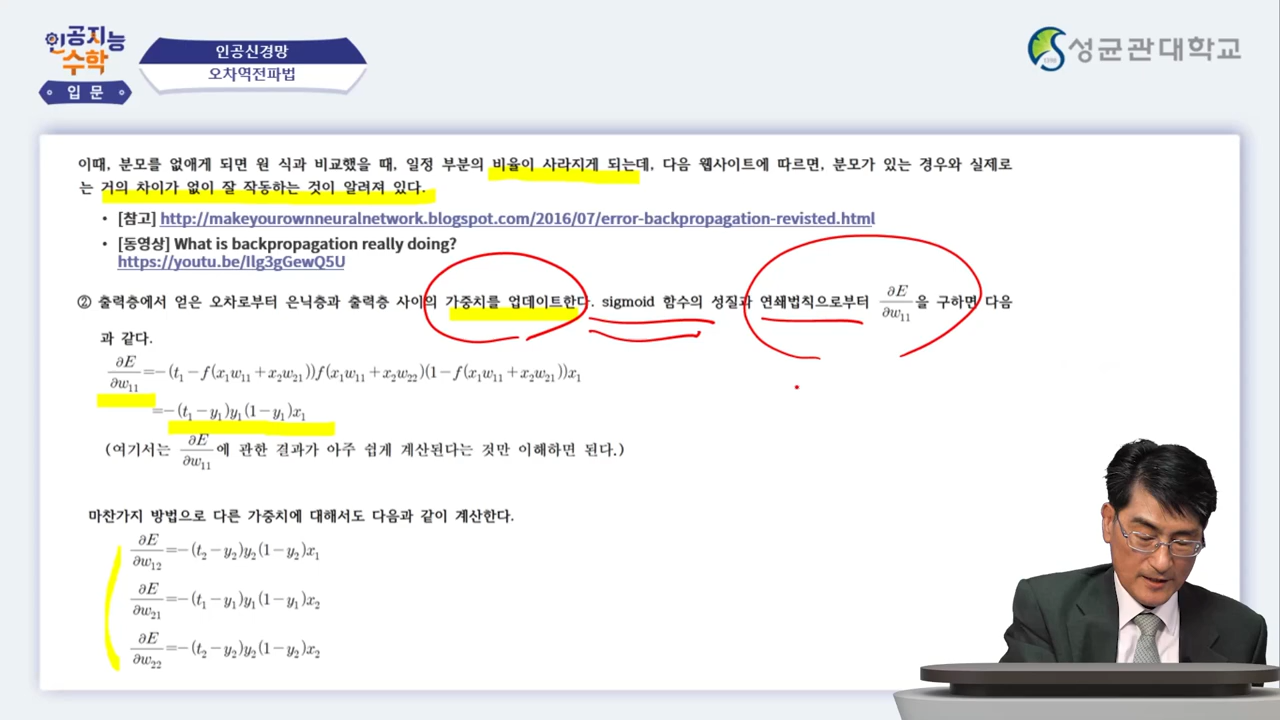 인공지능
수학
입문
인공신경망
오차역전파법
성균관대학교
이때, 분모를 없애게 되면 원 식과 비교했을 때, 일정 부분의 비율이 사라지게 되는데, 다음 웹사이트에 따르면, 분모가 있는 경우와 실제로
는 거의 차이가 없이 잘 작동하는 것이 알려져 있다.
• [참고] http://makeyourownneuralnetwork.blogspot.com/2016/07/error-backpropagation-revisted.html
• [동영상] What is backpropagation really doing?
https://youtu.be/Ilg3gGewQ5U
② 출력층에서 얻은 오차로부터 은닉층과 출력층 사이의 가중치를 업데이트한다. sigmoid 함수의 성질과 연쇄법칙으로부터 ∂E/∂w₁₁을 구하면 다음
과 같다.
∂E/∂w₁₁=−(t₁−f(x₁w₁₁+x₂w₂₁))f(x₁w₁₁+x₂w₂₂)(1−f(x₁w₁₁+x₂w₂₁))x₁
=−(t₁−y₁)y₁(1−y₁)x₁
(여기서는 ∂E/∂w₁₁에 관한 결과가 아주 쉽게 계산된다는 것만 이해하면 된다.)
마찬가지 방법으로 다른 가중치에 대해서도 다음과 같이 계산한다.
∂E/∂w₁₂=−(t₂−y₂)y₂(1−y₂)x₁
∂E/∂w₂₁=−(t₁−y₁)y₁(1−y₁)x₂
∂E/∂w₂₂=−(t₂−y₂)y₂(1−y₂)x₂